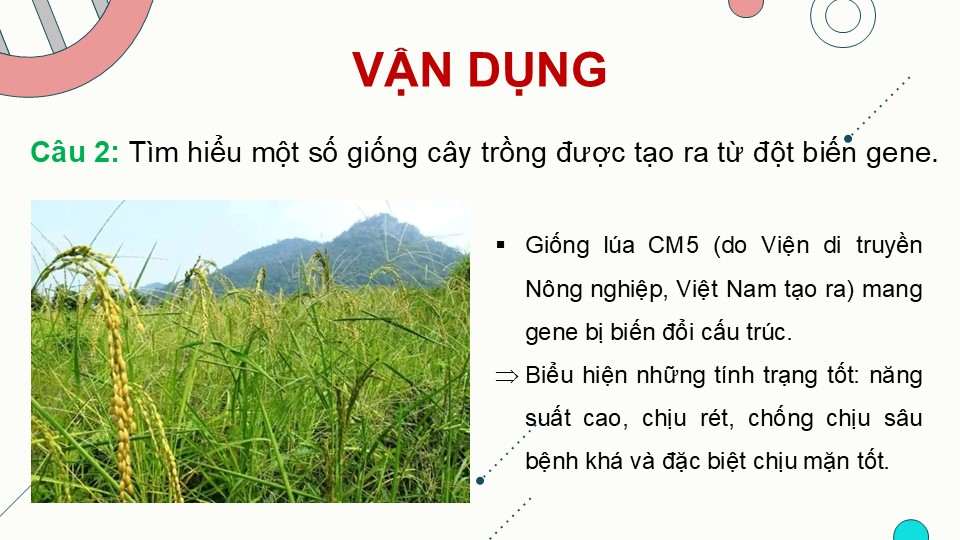 VẬN DỤNG
Câu 2: Tìm hiểu một số giống cây trồng được tạo ra từ đột biến gene.
▪ Giống lúa CM5 (do Viện di truyền
Nông nghiệp, Việt Nam tạo ra) mang
gene bị biến đổi cấu trúc.
⇒ Biểu hiện những tính trạng tốt: năng
suất cao, chịu rét, chống chịu sâu
bệnh khá và đặc biệt chịu mặn tốt.